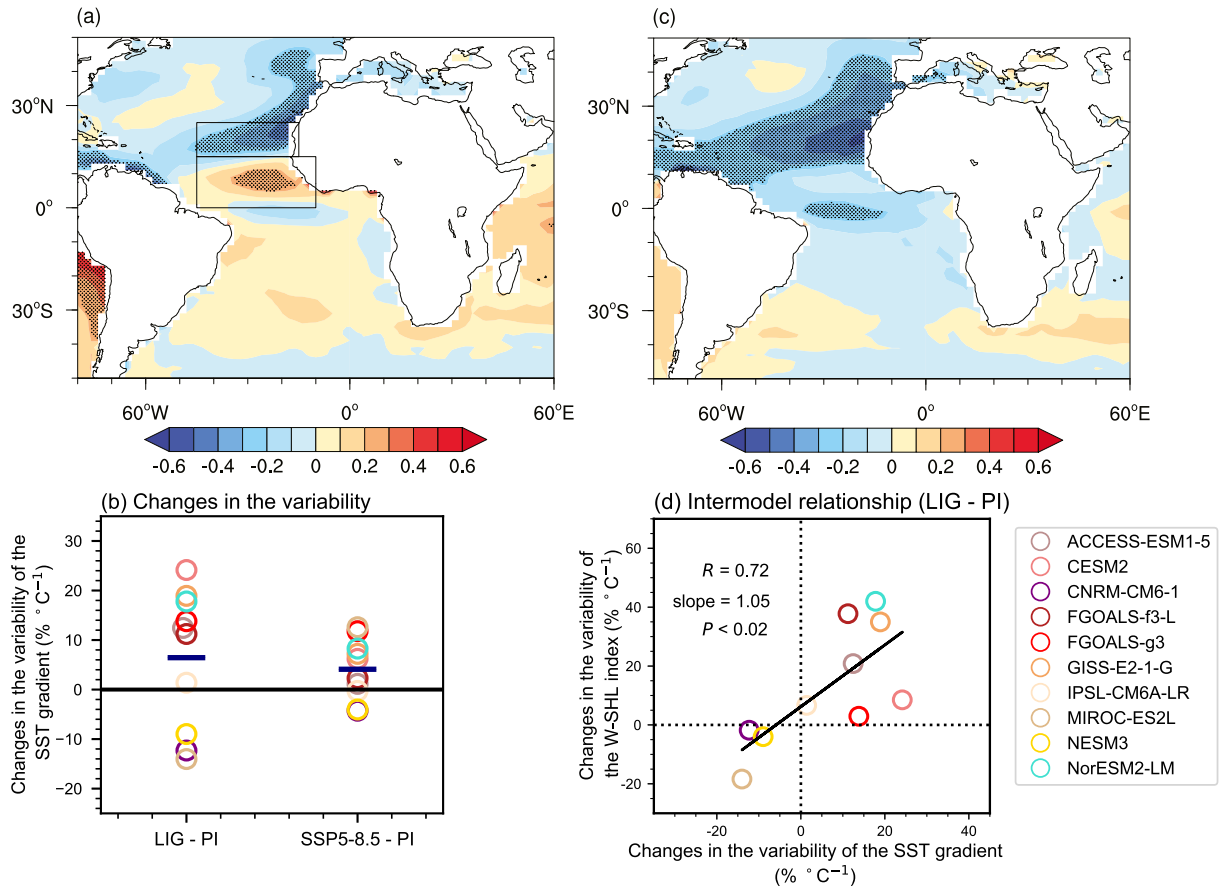 (a)
(c)
30°N
0°
30°S
30°N
0°
30°S
60°W 0° 60°E
60°W 0° 60°E
-0.6 -0.4 -0.2 0 0.2 0.4 0.6
-0.6 -0.4 -0.2 0 0.2 0.4 0.6
(b) Changes in the variability
Changes in the variability of the
SST gradient (% °C⁻¹)
30
20
10
0
-10
-20
LIG - PI SSP5-8.5 - PI
(d) Intermodel relationship (LIG - PI)
Changes in the variability of
the W-SHL index (% °C⁻¹)
60
40
20
0
-20
R = 0.72
slope = 1.05
P < 0.02
-20 0 20 40
Changes in the variability of the SST gradient
(% °C⁻¹)
ACCESS-ESM1-5
CESM2
CNRM-CM6-1
FGOALS-f3-L
FGOALS-g3
GISS-E2-1-G
IPSL-CM6A-LR
MIROC-ES2L
NESM3
NorESM2-LM